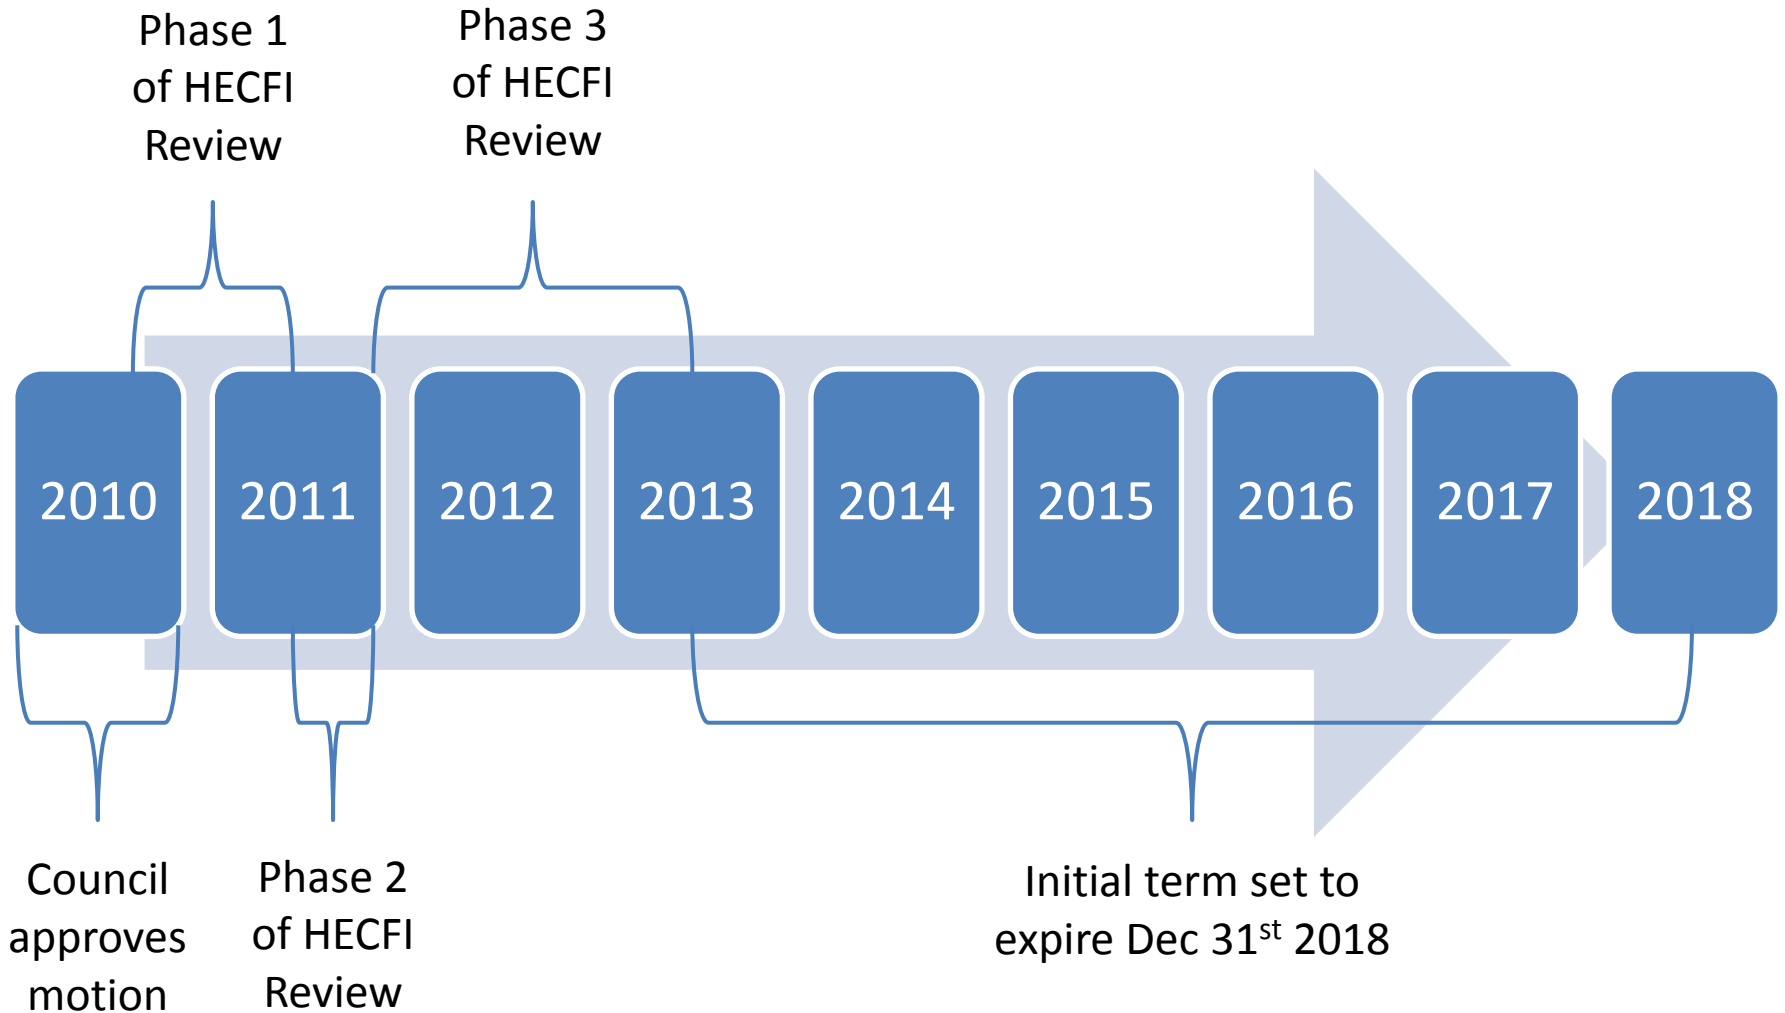 Phase 1
of HECFI
Review
Phase 3
of HECFI
Review
2010
2011
2012
2013
2014
2015
2016
2017
2018
Council
approves
motion
Phase 2
of HECFI
Review
Initial term set to
expire Dec 31st 2018